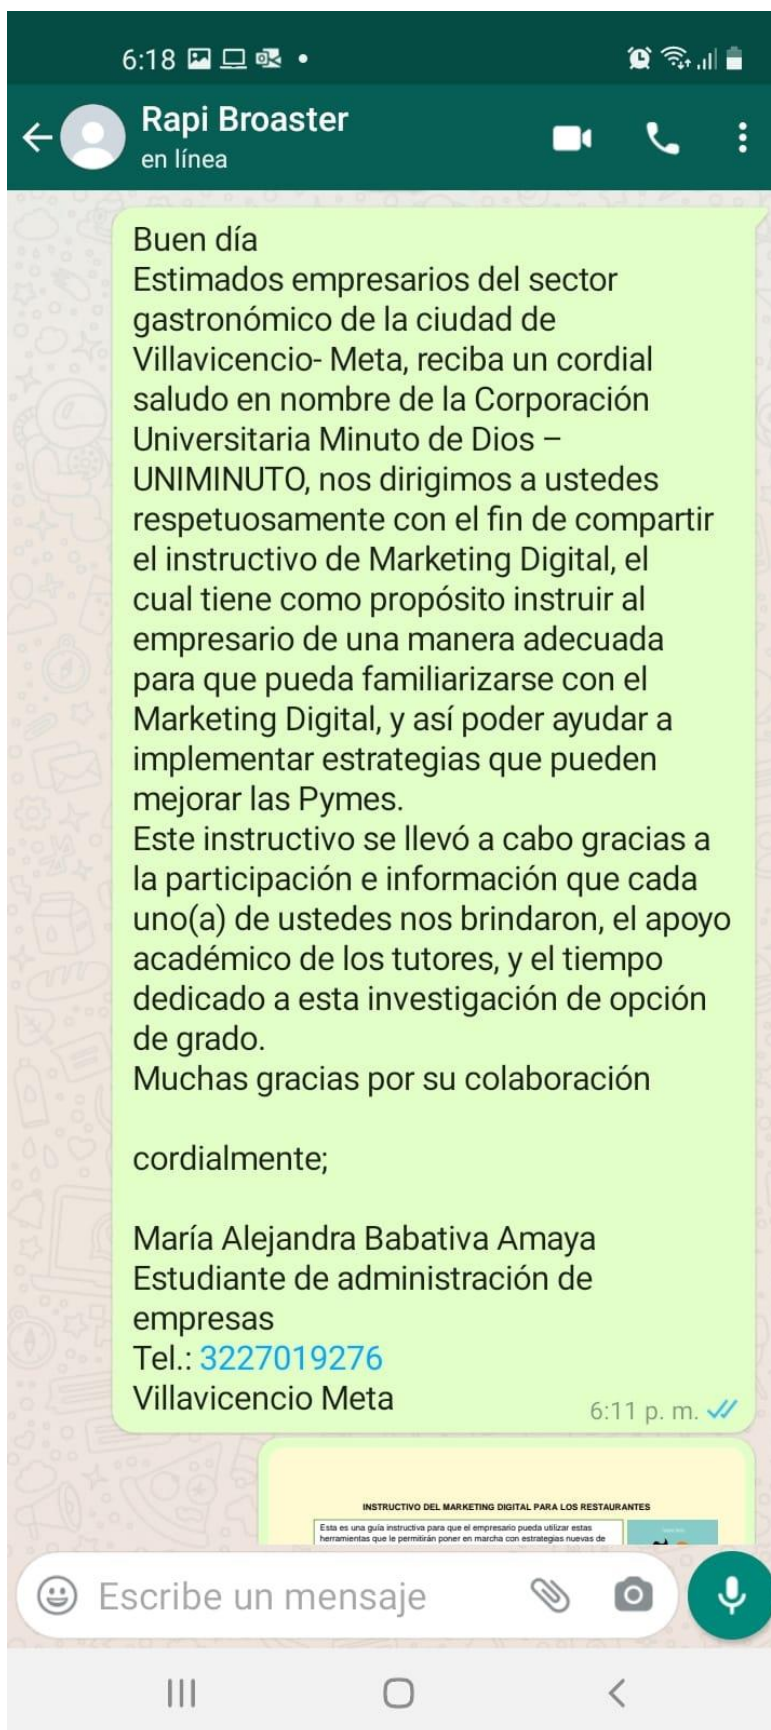 6:18
Rapi Broaster
en línea
Buen día
Estimados empresarios del sector
gastronómico de la ciudad de
Villavicencio- Meta, reciba un cordial
saludo en nombre de la Corporación
Universitaria Minuto de Dios –
UNIMINUTO, nos dirigimos a ustedes
respetuosamente con el fin de compartir
el instructivo de Marketing Digital, el
cual tiene como propósito instruir al
empresario de una manera adecuada
para que pueda familiarizarse con el
Marketing Digital, y así poder ayudar a
implementar estrategias que pueden
mejorar las Pymes.
Este instructivo se llevó a cabo gracias a
la participación e información que cada
uno(a) de ustedes nos brindaron, el apoyo
académico de los tutores, y el tiempo
dedicado a esta investigación de opción
de grado.
Muchas gracias por su colaboración
cordialmente;
María Alejandra Babativa Amaya
Estudiante de administración de
empresas
Tel.: 3227019276
Villavicencio Meta
6:11 p. m.
INSTRUCTIVO DEL MARKETING DIGITAL PARA LOS RESTAURANTES
Esta es una guía instructiva para que el empresario pueda utilizar estas
herramientas que le permitirán poner en marcha con estrategias nuevas de
Escribe un mensaje